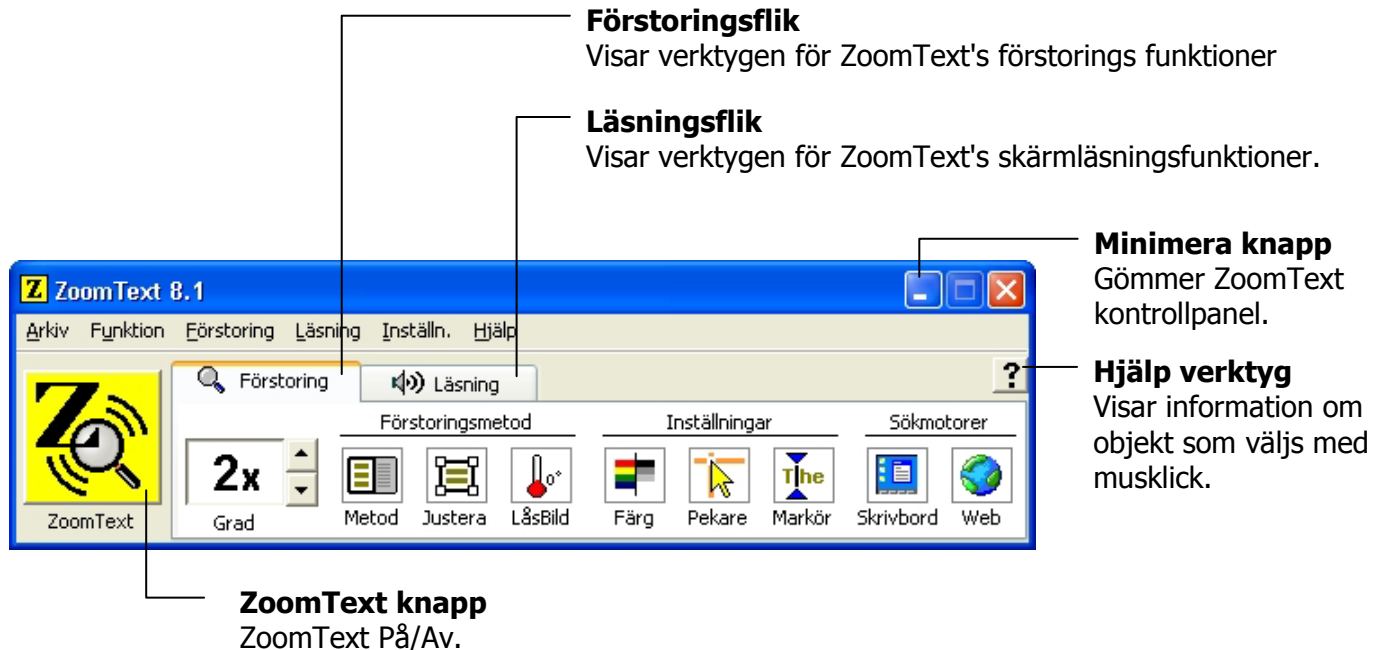 Förstoringsflik
Visar verktygen för ZoomText's förstorings funktioner
Läsningsflik
Visar verktygen för ZoomText's skärmläsningsfunktioner.
Minimera knapp
Gömmer ZoomText
kontrollpanel.
Z ZoomText 8.1
Arkiv Funktion Förstoring Läsning Inställn. Hjälp
Förstoring Läsning ?
Hjälp verktyg
Visar information om
objekt som väljs med
musklick.
Förstoringsmetod Inställningar Sökmotorer
Z 2x 0° The
ZoomText Grad Metod Justera LåsBild Färg Pekare Markör Skrivbord Web
ZoomText knapp
ZoomText På/Av.